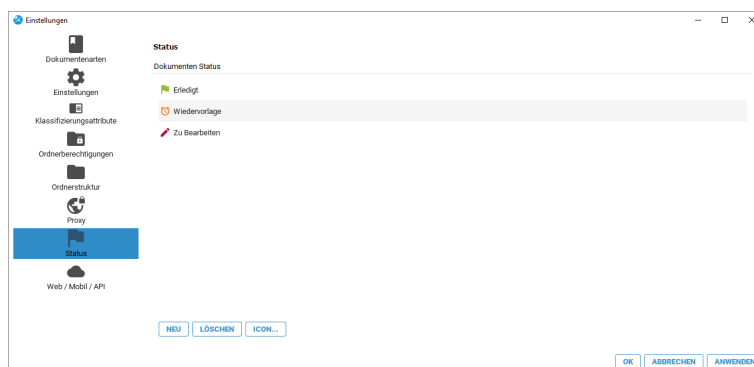 Einstellungen
Dokumentenarten
Einstellungen
Klassifizierungsattribute
Ordnerberechtigungen
Ordnerstruktur
Proxy
Status
Web / Mobil / API
Status
Dokumenten Status
Erledigt
Wiedervorlage
Zu Bearbeiten
NEU LÖSCHEN ICON...
OK ABBRECHEN ANWENDEN